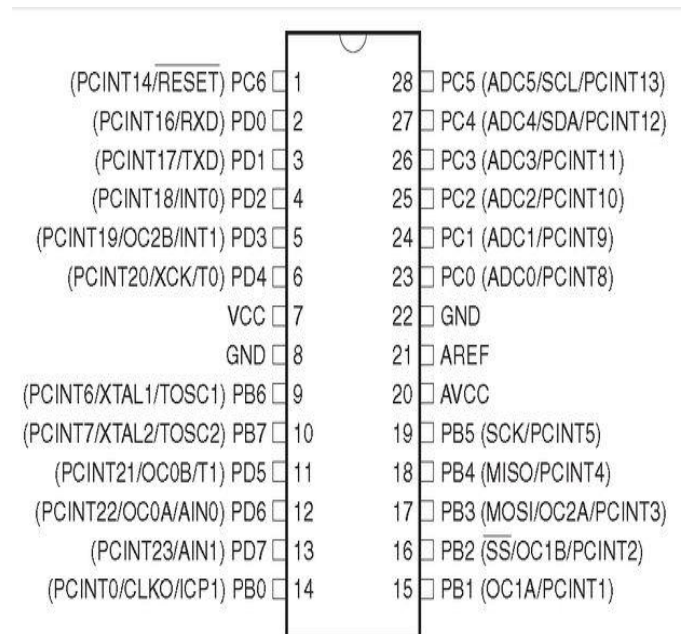 (PCINT14/RESET) PC6 1 28 PC5 (ADC5/SCL/PCINT13)
(PCINT16/RXD) PD0 2 27 PC4 (ADC4/SDA/PCINT12)
(PCINT17/TXD) PD1 3 26 PC3 (ADC3/PCINT11)
(PCINT18/INT0) PD2 4 25 PC2 (ADC2/PCINT10)
(PCINT19/OC2B/INT1) PD3 5 24 PC1 (ADC1/PCINT9)
(PCINT20/XCK/T0) PD4 6 23 PC0 (ADC0/PCINT8)
VCC 7 22 GND
GND 8 21 AREF
(PCINT6/XTAL1/TOSC1) PB6 9 20 AVCC
(PCINT7/XTAL2/TOSC2) PB7 10 19 PB5 (SCK/PCINT5)
(PCINT21/OC0B/T1) PD5 11 18 PB4 (MISO/PCINT4)
(PCINT22/OC0A/AIN0) PD6 12 17 PB3 (MOSI/OC2A/PCINT3)
(PCINT23/AIN1) PD7 13 16 PB2 (SS/OC1B/PCINT2)
(PCINT0/CLKO/ICP1) PB0 14 15 PB1 (OC1A/PCINT1)